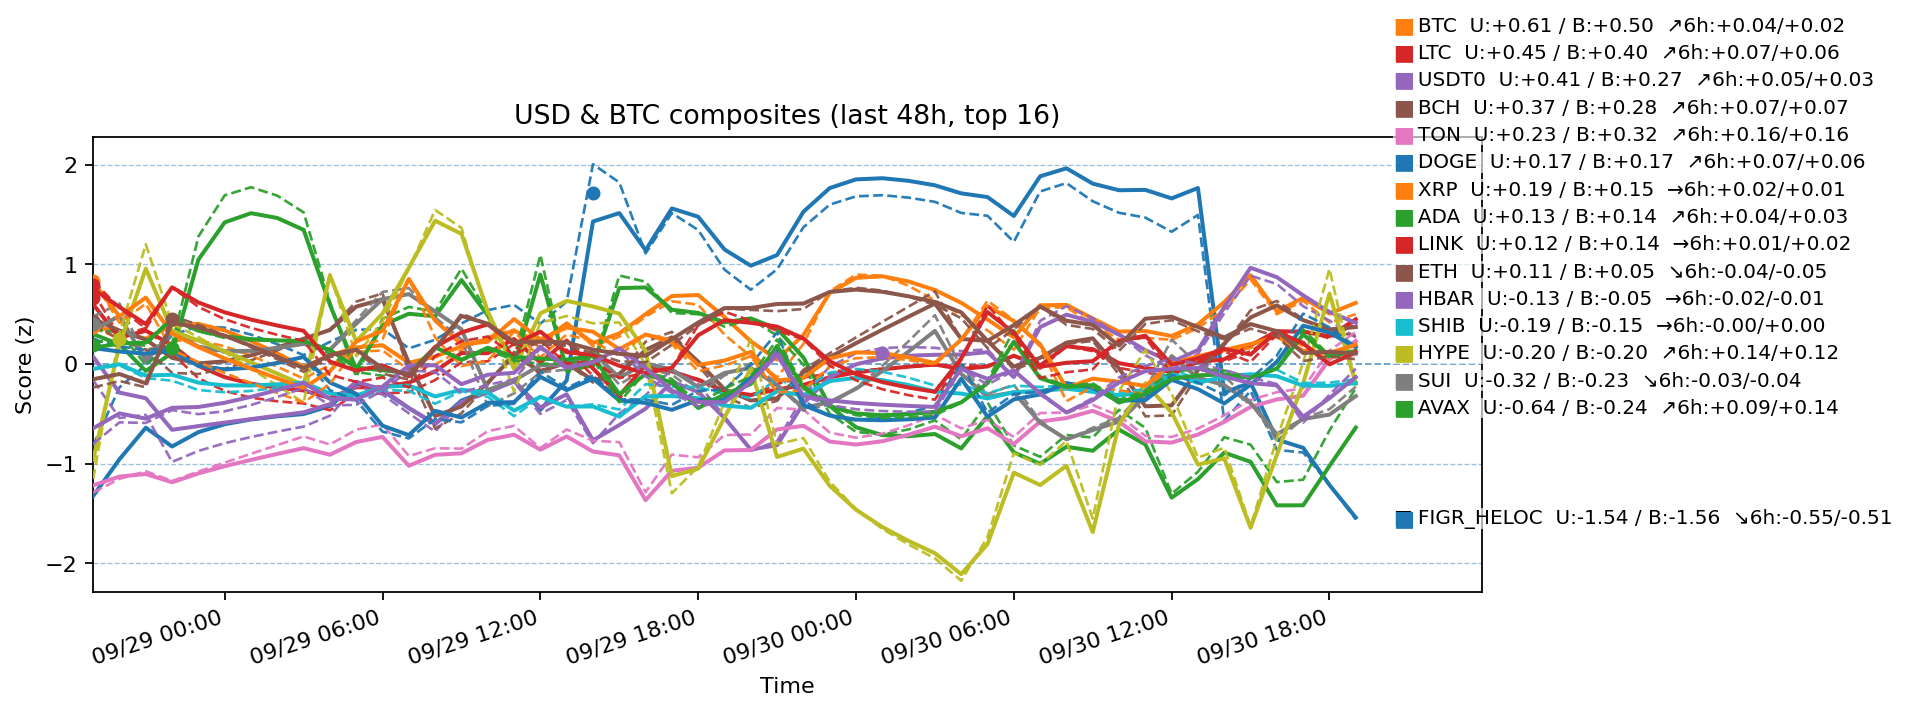 BTC  U:+0.61 / B:+0.50  ↗6h:+0.04/+0.02
LTC  U:+0.45 / B:+0.40  ↗6h:+0.07/+0.06
USDT0  U:+0.41 / B:+0.27  ↗6h:+0.05/+0.03
BCH  U:+0.37 / B:+0.28  ↗6h:+0.07/+0.07
USD & BTC composites (last 48h, top 16)
TON  U:+0.23 / B:+0.32  ↗6h:+0.16/+0.16
DOGE  U:+0.17 / B:+0.17  ↗6h:+0.07/+0.06
XRP  U:+0.19 / B:+0.15  →6h:+0.02/+0.01
ADA  U:+0.13 / B:+0.14  ↗6h:+0.04/+0.03
LINK  U:+0.12 / B:+0.14  →6h:+0.01/+0.02
ETH  U:+0.11 / B:+0.05  ↘6h:-0.04/-0.05
HBAR  U:-0.13 / B:-0.05  →6h:-0.02/-0.01
SHIB  U:-0.19 / B:-0.15  →6h:-0.00/+0.00
HYPE  U:-0.20 / B:-0.20  ↗6h:+0.14/+0.12
SUI  U:-0.32 / B:-0.23  ↘6h:-0.03/-0.04
AVAX  U:-0.64 / B:-0.24  ↗6h:+0.09/+0.14
FIGR_HELOC  U:-1.54 / B:-1.56  ↘6h:-0.55/-0.51
Score (z)
2
1
0
−1
−2
09/29 00:00
09/29 06:00
09/29 12:00
09/29 18:00
09/30 00:00
09/30 06:00
09/30 12:00
09/30 18:00
Time